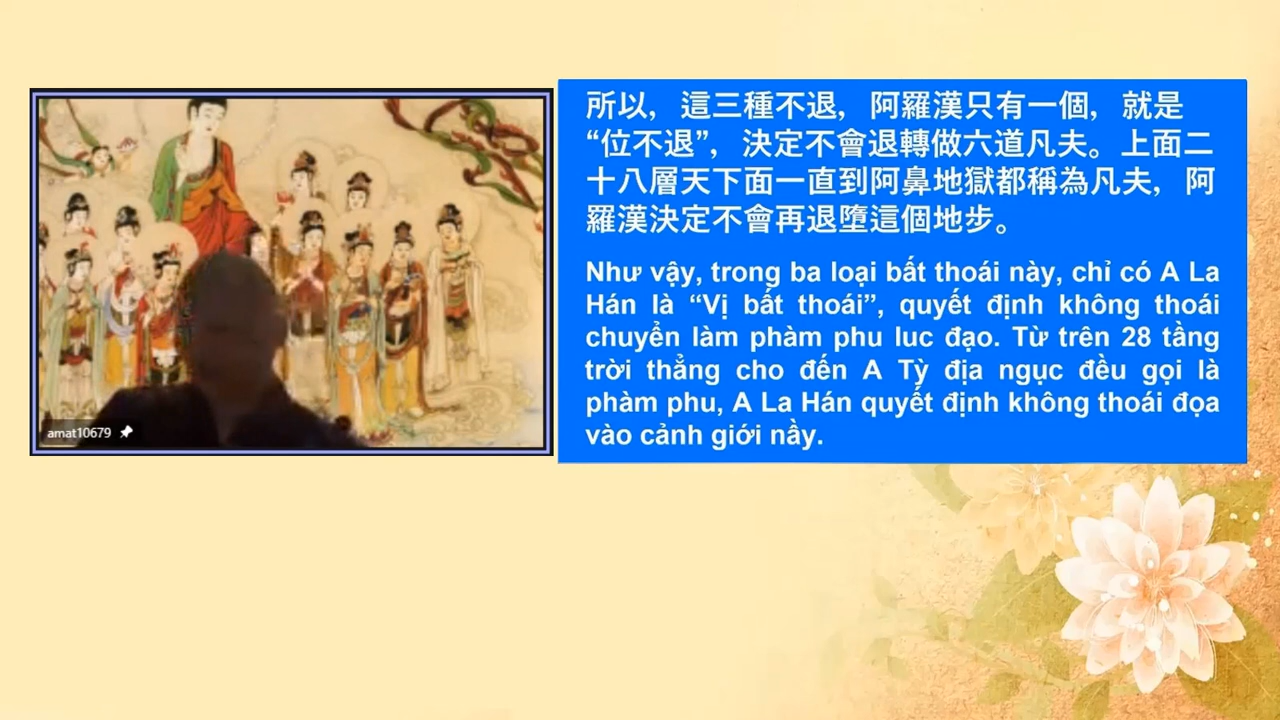 所以，這三種不退，阿羅漢只有一個，就是
“位不退”，決定不會退轉做六道凡夫。上面二
十八層天下面一直到阿鼻地獄都稱為凡夫，阿
羅漢決定不會再退墮這個地步。
Như vậy, trong ba loại bất thoái này, chỉ có A La
Hán là “Vị bất thoái”, quyết định không thoái
chuyển làm phàm phu luc đạo. Từ trên 28 tầng
trời thẳng cho đến A Tỳ địa ngục đều gọi là
phàm phu, A La Hán quyết định không thoái đọa
vào cảnh giới nầy.
amat10679